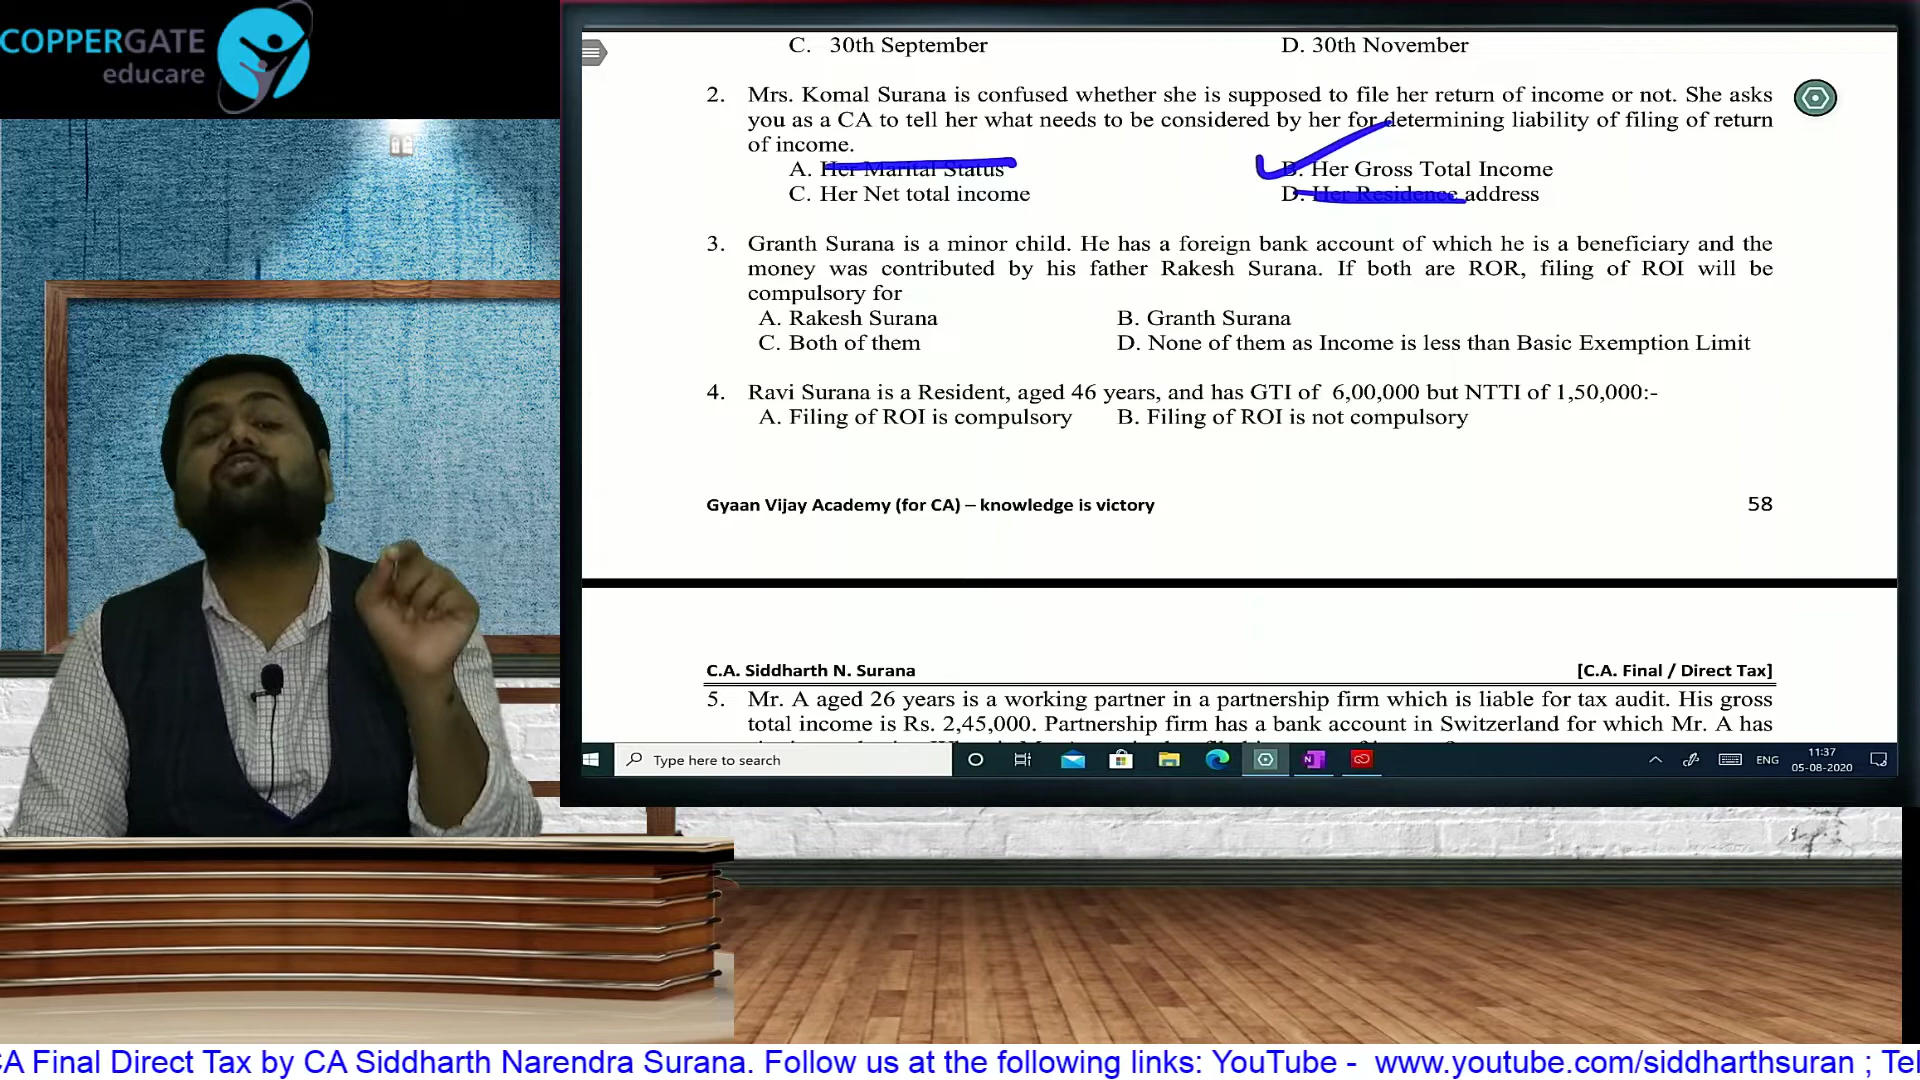 COPPERGATE
educare
C. 30th September D. 30th November
2. Mrs. Komal Surana is confused whether she is supposed to file her return of income or not. She asks
you as a CA to tell her what needs to be considered by her for determining liability of filing of return
of income.
A. Her Marital Status B. Her Gross Total Income
C. Her Net total income D. Her Residence address
3. Granth Surana is a minor child. He has a foreign bank account of which he is a beneficiary and the
money was contributed by his father Rakesh Surana. If both are ROR, filing of ROI will be
compulsory for
A. Rakesh Surana B. Granth Surana
C. Both of them D. None of them as Income is less than Basic Exemption Limit
4. Ravi Surana is a Resident, aged 46 years, and has GTI of 6,00,000 but NTTI of 1,50,000:-
A. Filing of ROI is compulsory B. Filing of ROI is not compulsory
Gyaan Vijay Academy (for CA) – knowledge is victory 58
C.A. Siddharth N. Surana [C.A. Final / Direct Tax]
5. Mr. A aged 26 years is a working partner in a partnership firm which is liable for tax audit. His gross
total income is Rs. 2,45,000. Partnership firm has a bank account in Switzerland for which Mr. A has
Type here to search
ENG
11:37
05-08-2020
CA Final Direct Tax by CA Siddharth Narendra Surana. Follow us at the following links: YouTube - www.youtube.com/siddharthsuran ; Tel